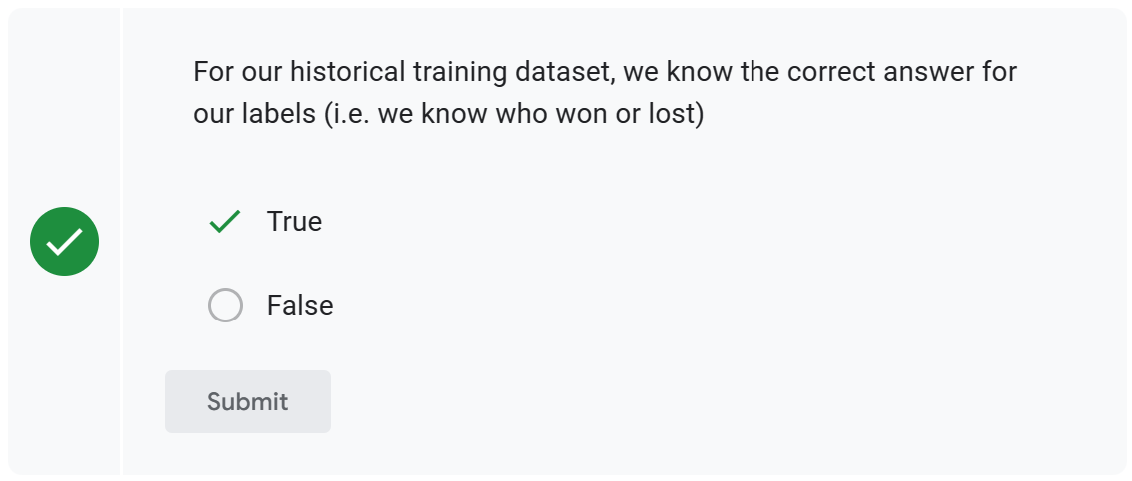 For our historical training dataset, we know the correct answer for
our labels (i.e. we know who won or lost)
True
False
Submit